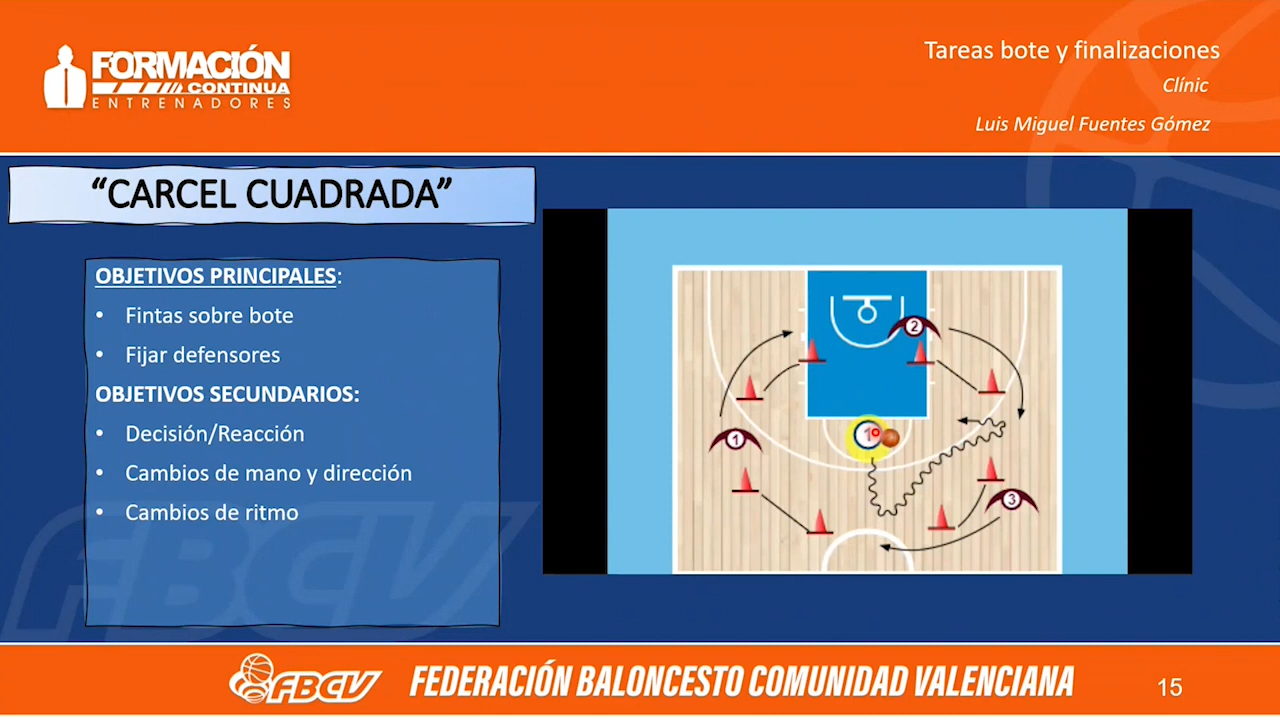 FORMACIÓN
CONTINUA
ENTRENADORES
Tareas bote y finalizaciones
Clínic
Luis Miguel Fuentes Gómez
“CARCEL CUADRADA”
OBJETIVOS PRINCIPALES:
• Fintas sobre bote
• Fijar defensores
OBJETIVOS SECUNDARIOS:
• Decisión/Reacción
• Cambios de mano y dirección
• Cambios de ritmo
2
1º
1
3
FBCV
FBCV
FEDERACIÓN BALONCESTO COMUNIDAD VALENCIANA
15